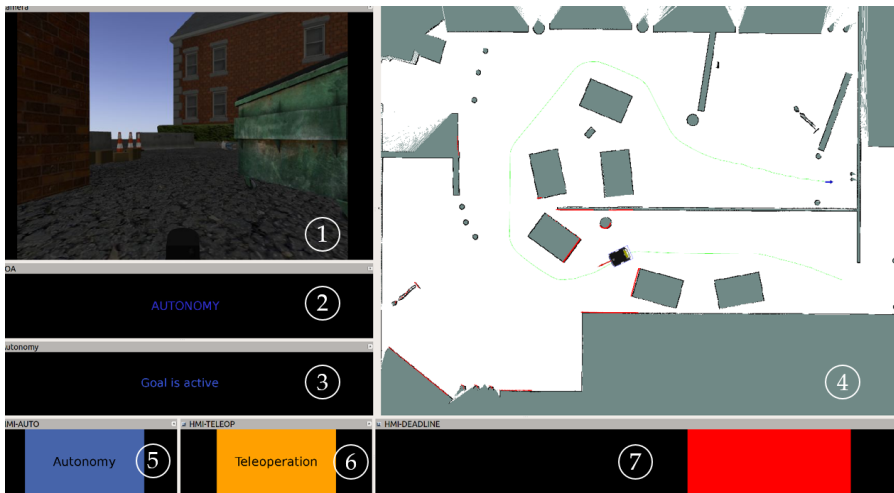 amera
1
OA
AUTONOMY
2
utonomy
Goal is active
3
4
HMI-AUTO
Autonomy
5
HMI-TELEOP
Teleoperation
6
HMI-DEADLINE
7